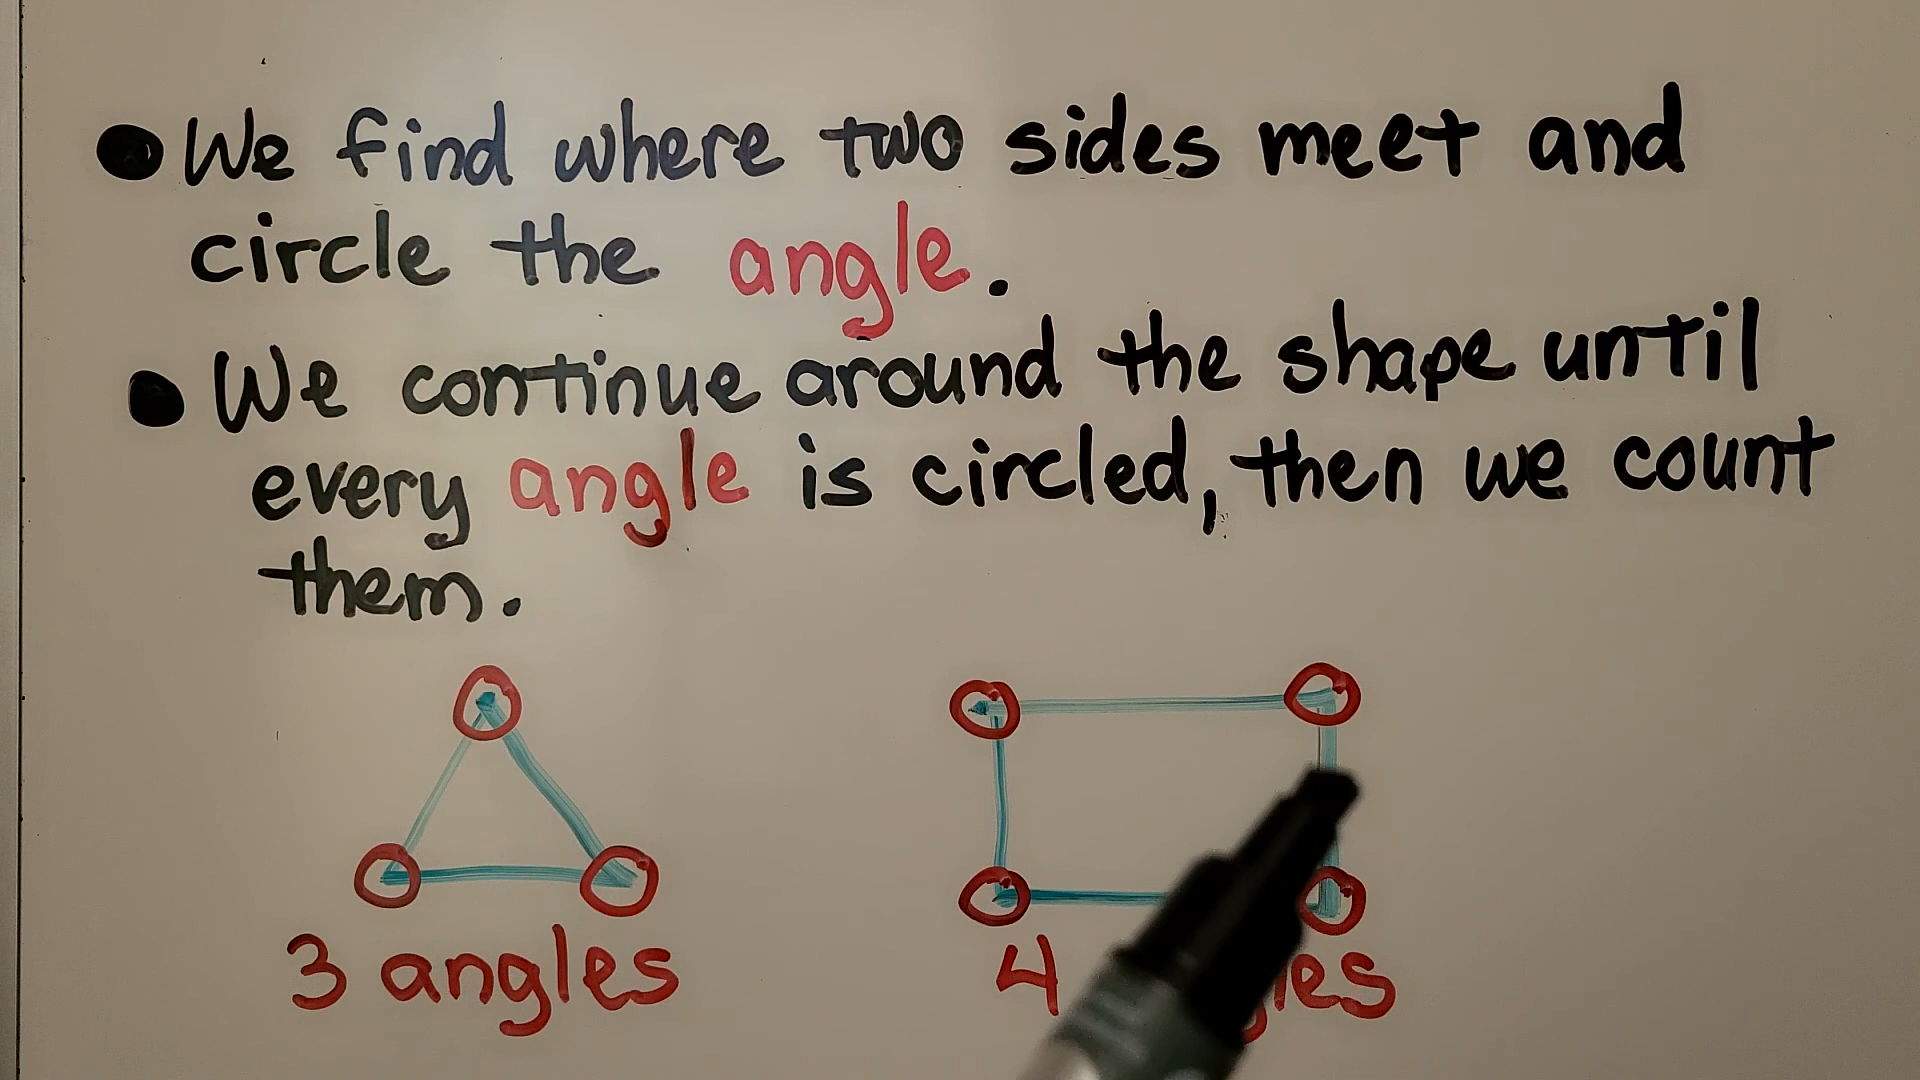 ● We find where two sides meet and
circle the angle.
● We continue around the shape until
every angle is circled, then we count
them.
3 angles
4